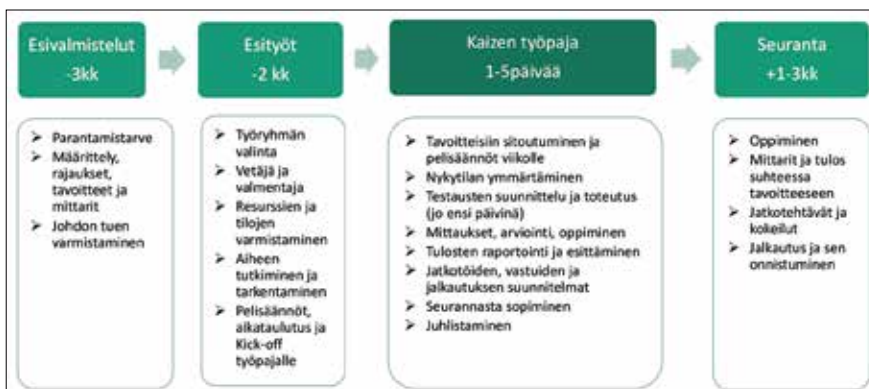 Esivalmistelut
-3kk
Esityöt
-2 kk
Kaizen työpaja
1-5päivää
Seuranta
+1-3kk
➢ Parantamistarve
➢ Määrittely,
rajaukset,
tavoitteet ja
mittarit
➢ Johdon tuen
varmistaminen
➢ Työryhmän
valinta
➢ Vetäjä ja
valmentaja
➢ Resurssien ja
tilojen
varmistaminen
➢ Aiheen
tutkiminen ja
tarkentaminen
➢ Pelisäännöt,
aikataulutus ja
Kick-off
työpajalle
➢ Tavoitteisiin sitoutuminen ja
pelisäännöt viikolle
➢ Nykytilan ymmärtäminen
➢ Testausten suunnittelu ja toteutus
(jo ensi päivinä)
➢ Mittaukset, arviointi, oppiminen
➢ Tulosten raportointi ja esittäminen
➢ Jatkotöiden, vastuiden ja
jalkautuksen suunnitelmat
➢ Seurannasta sopiminen
➢ Juhlistaminen
➢ Oppiminen
➢ Mittarit ja tulos
suhteessa
tavoitteeseen
➢ Jatkotehtävät ja
kokeilut
➢ Jalkautus ja sen
onnistuminen